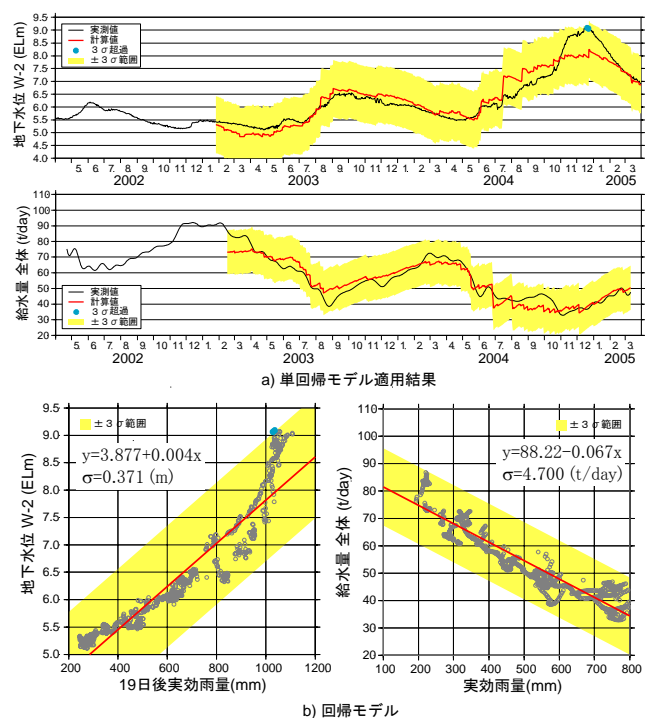 地下水位 W-2 (ELm)
9.5
9.0
8.5
8.0
7.5
7.0
6.5
6.0
5.5
5.0
4.5
4.0
実測値
計算値
3σ超過
±3σ範囲
5. 6 7. 8 9. 10 11. 12 1. 2 3. 4 5. 6 7. 8 9. 10 11. 12 1. 2 3. 4 5. 6 7. 8 9. 10 11. 12 1. 2 3.
2002 2003 2004 2005
給水量 全体 (t/day)
110
100
90
80
70
60
50
40
30
20
実測値
計算値
3σ超過
±3σ範囲
5. 6 7. 8 9. 10 11. 12 1. 2 3. 4 5. 6 7. 8 9. 10 11. 12 1. 2 3. 4 5. 6 7. 8 9. 10 11. 12 1. 2 3.
2002 2003 2004 2005
a) 単回帰モデル適用結果
地下水位 W-2 (ELm)
9.5
9.0
8.5
8.0
7.5
7.0
6.5
6.0
5.5
5.0
±3σ範囲
y=3.877+0.004x
σ=0.371 (m)
200 400 600 800 1000 1200
19日後実効雨量(mm)
給水量 全体 (t/day)
110
100
90
80
70
60
50
40
30
20
±3σ範囲
y=88.22-0.067x
σ=4.700 (t/day)
100 200 300 400 500 600 700 800
実効雨量(mm)
b) 回帰モデル